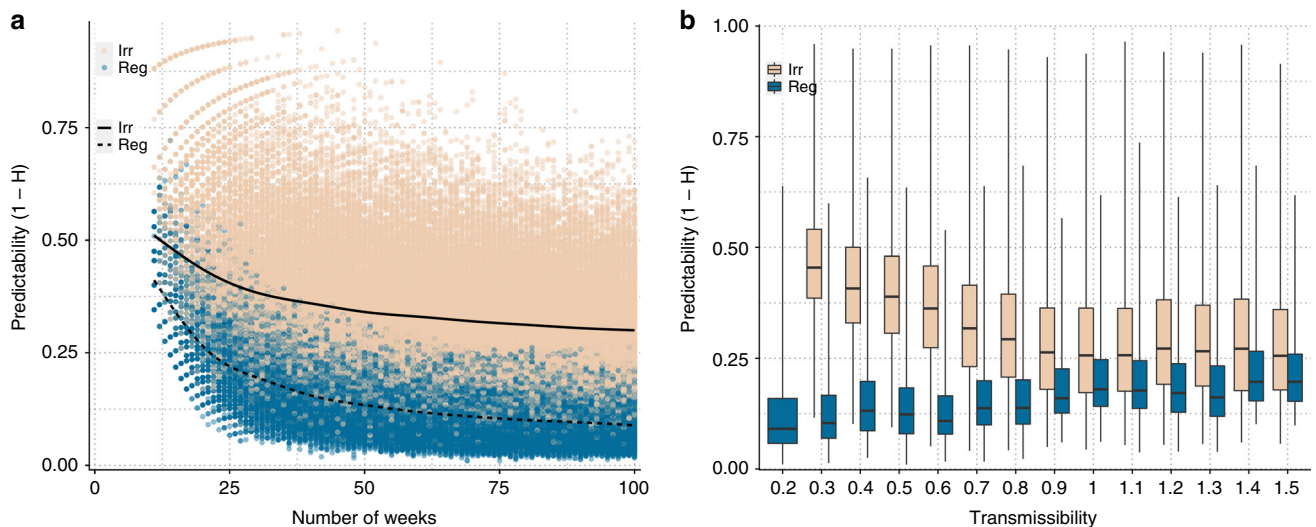 a
Irr
Reg
Irr
Reg
Predictability (1 − H)
0.75
0.50
0.25
0.00
0
25
50
75
100
Number of weeks
b
Irr
Reg
Predictability (1 − H)
1.00
0.75
0.50
0.25
0.00
0.2 0.3 0.4 0.5 0.6 0.7 0.8 0.9 1 1.1 1.2 1.3 1.4 1.5
Transmissibility